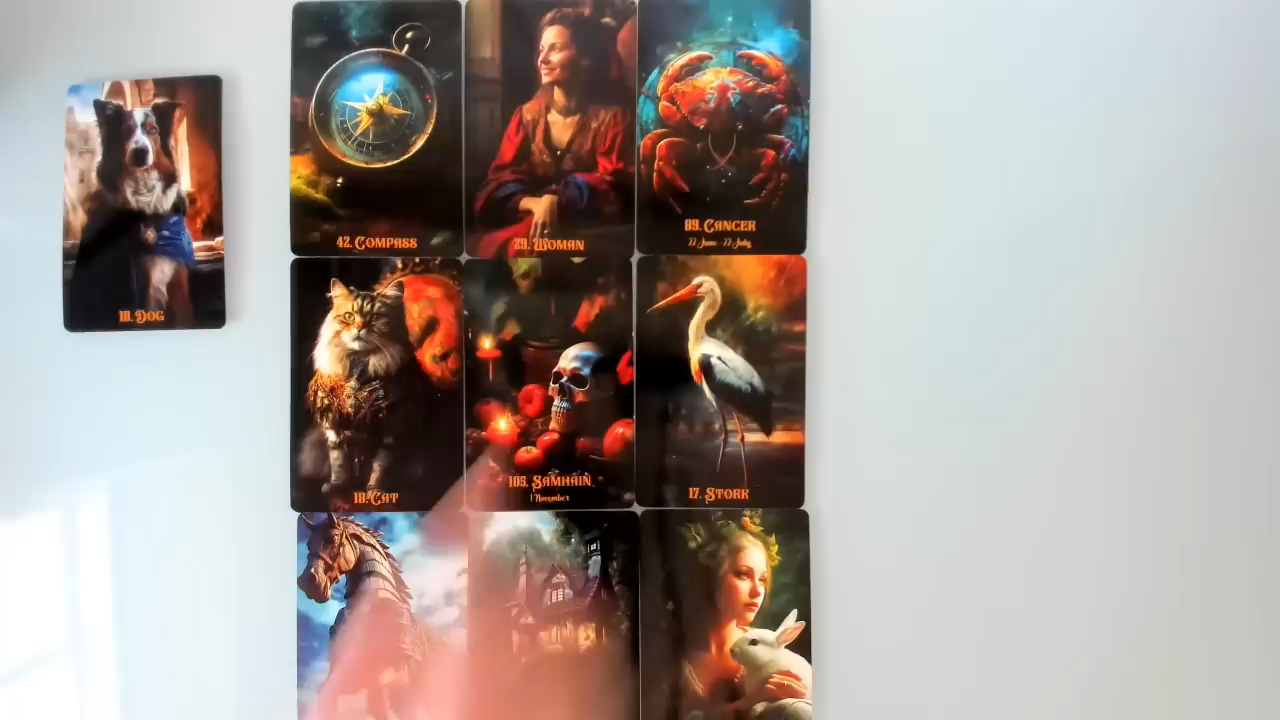 42. COMPASS
29. WOMAN
89. CANCER
22 June - 22 July
18. DOG
18. CAT
105. SAMHAIN
1 November
17. STORK